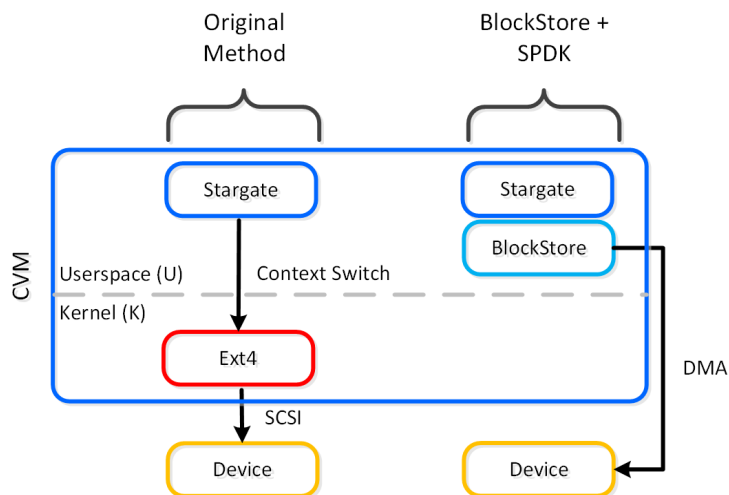 Original
Method
BlockStore +
SPDK
CVM
Stargate
Stargate
BlockStore
Userspace (U)
Context Switch
Kernel (K)
Ext4
DMA
SCSI
Device
Device